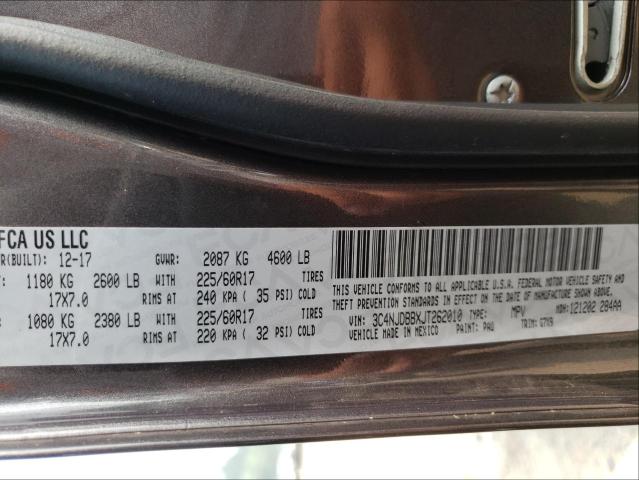 FCA US LLC
R(BUILT): 12-17 GVWR: 2087 KG 4600 LB
1180 KG 2600 LB WITH 225/60R17 TIRES
17X7.0 RIMS AT 240 KPA ( 35 PSI) COLD
1080 KG 2380 LB WITH 225/60R17 TIRES
17X7.0 RIMS AT 220 KPA ( 32 PSI) COLD
THIS VEHICLE CONFORMS TO ALL APPLICABLE U.S.A. FEDERAL MOTOR VEHICLE SAFETY AND
THEFT PREVENTION STANDARDS IN EFFECT ON THE DATE OF MANUFACTURE SHOWN ABOVE
VIN: 3C4NJDBBXJT262010 TYPE: MPV MDH: 121202 284AA
VEHICLE MADE IN MEXICO PAINT: PAU TRIM: